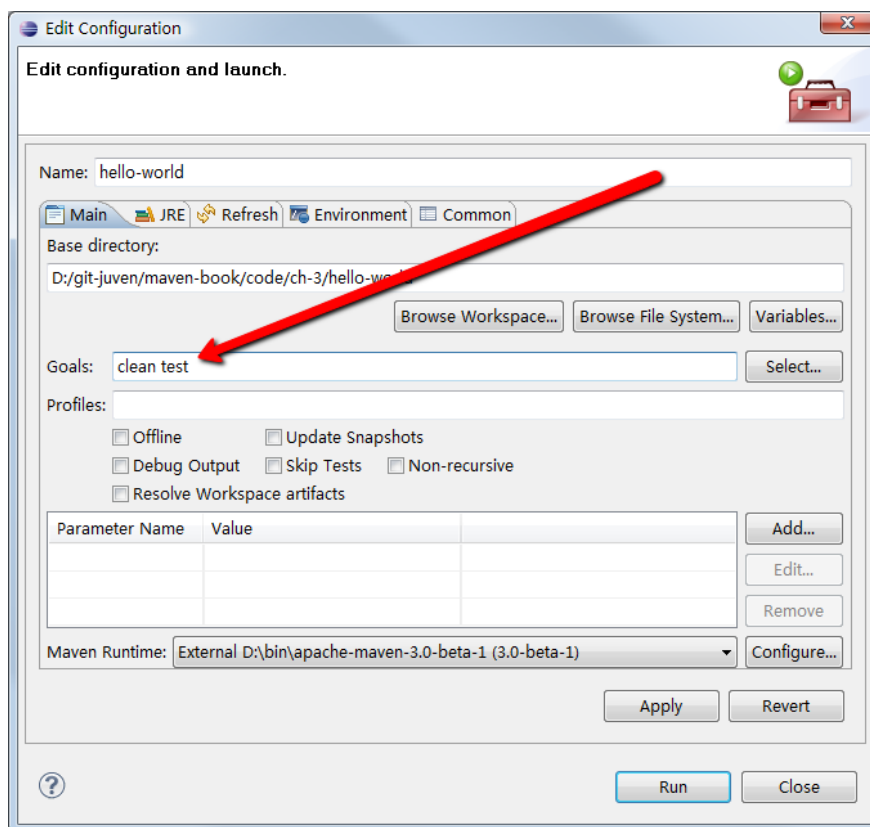 Edit Configuration
Edit configuration and launch.
Name: hello-world
Main JRE Refresh Environment Common
Base directory:
D:/git-juven/maven-book/code/ch-3/hello-world
Browse Workspace... Browse File System... Variables...
Goals: clean test Select...
Profiles:
Offline Update Snapshots
Debug Output Skip Tests Non-recursive
Resolve Workspace artifacts
Parameter Name Value Add...
Edit...
Remove
Maven Runtime: External D:\bin\apache-maven-3.0-beta-1 (3.0-beta-1) Configure...
Apply Revert
? Run Close